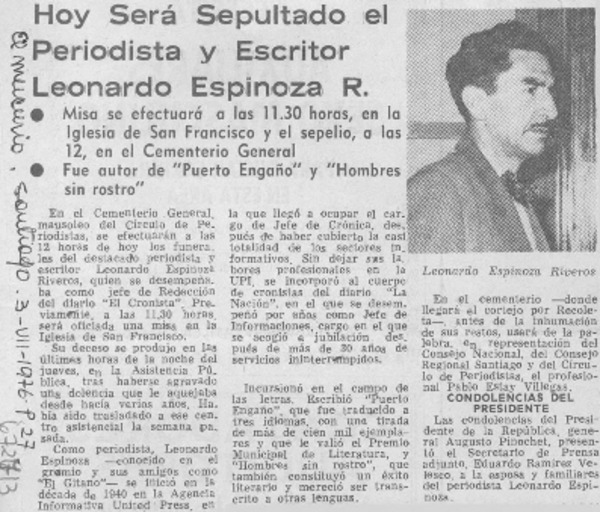 Hoy Será Sepultado el
Periodista y Escritor
Leonardo Espinoza R.
● Misa se efectuará a las 11.30 horas, en la
Iglesia de San Francisco y el sepelio, a las
12, en el Cementerio General
● Fue autor de "Puerto Engaño" y "Hombres
sin rostro"
El Mercurio. Santiago. 3-VII-1976 P. 27
En el Cementerio General,
mausoleo del Círculo de Pe-
riodistas, se efectuarán a las
12 horas de hoy los funera-
les del destacado periodista y
escritor Leonardo Espinoza
Riveros, quien se desempeña-
ba como jefe de Redacción
del diario "El Cronista". Pre-
viamente, a las 11,30 horas
será oficiada una misa en la
Iglesia de San Francisco.
Su deceso se produjo en las
últimas horas de la noche del
jueves, en la Asistencia Pú-
blica, tras haberse agravado
una dolencia que le aquejaba
desde hacía varios años. Ha-
bía sido trasladado a ese cen-
tro asistencial la semana pa-
sada.
Como periodista, Leonardo
Espinoza —conocido en el
gremio y sus amigos como
"El Gitano"— se inició en la
década de 1940 en la Agencia
Informativa United Press, en
la que llegó a ocupar el car-
go de Jefe de Crónica, des-
pués de haber cubierto la casi
totalidad de los sectores in-
formativos. Sin dejar sus la-
bores profesionales en la
UPI, se incorporó al cuerpo
de cronistas del diario "La
Nación", en el que se desem-
peñó por años como Jefe de
Informaciones, cargo en el que
se acogió a jubilación des-
pués de más de 30 años de
servicios ininterrumpidos.
Incursionó en el campo de
las letras. Escribió "Puerto
Engaño", que fue traducido a
tres idiomas, con una tirada
de más de cien mil ejempla-
res y que le valió el Premio
Municipal de Literatura, y
"Hombres sin rostro", que
también constituyó un éxito
literario y mereció ser trans-
crito a otras lenguas.
Leonardo Espinoza Riveros
En el cementerio —donde
llegará el cortejo por Recole-
ta—, antes de la inhumación
de sus restos, usará de la pa-
labra, en representación del
Consejo Nacional, del Consejo
Regional Santiago y del Círcu-
lo de Periodistas, el profesio-
nal Pablo Estay Villegas.
CONDOLENCIAS DEL
PRESIDENTE
Las condolencias del Presi-
dente de la República, gene-
ral Augusto Pinochet, presen-
tó el Secretario de Prensa
adjunto, Eduardo Ramírez Ve-
lasco, a la esposa y familiares
del periodista Leonardo Espi-
noza.